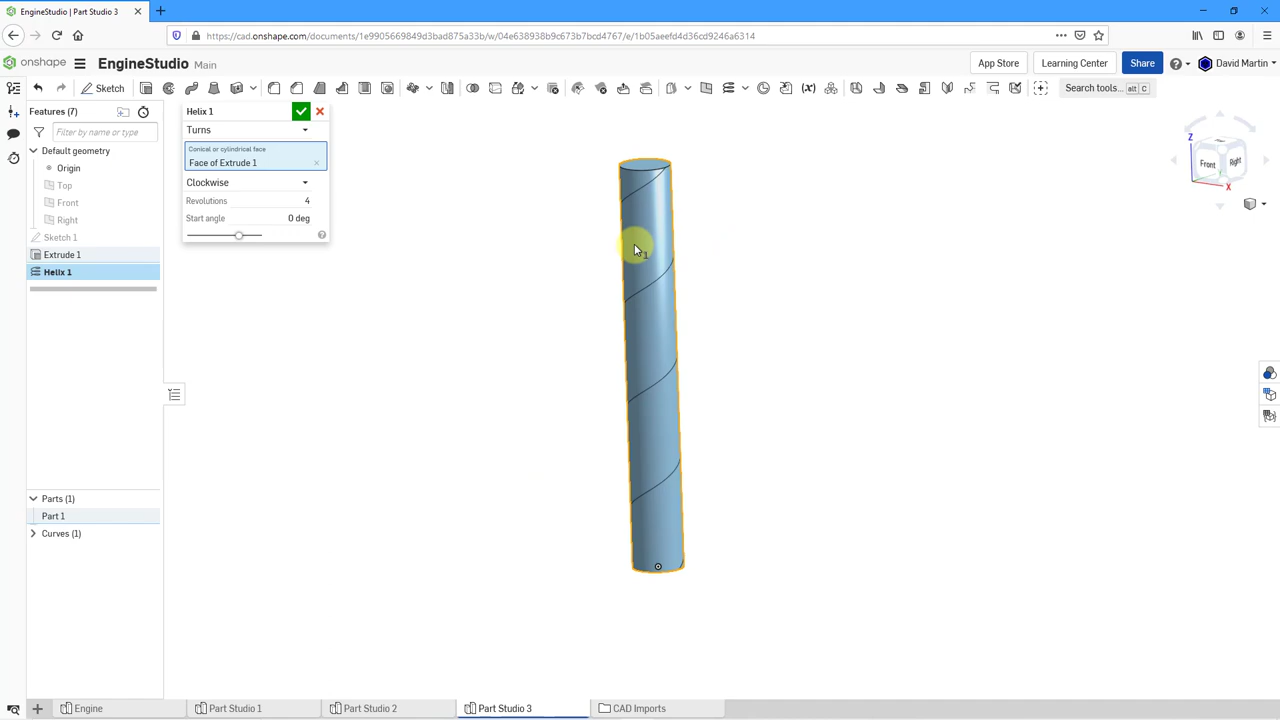 EngineStudio | Part Studio 3
https://cad.onshape.com/documents/1e9905669849d3bad875a33b/w/04e638938b9c673b7bcd4767/e/1b05aeefd4d36cd9246a6314
onshape
EngineStudio Main
App Store
Learning Center
Share
David Martin
Sketch
Search tools... alt C
Features (7)
Filter by name or type
Default geometry
Origin
Top
Front
Right
Sketch 1
Extrude 1
Helix 1
Helix 1
Turns
Conical or cylindrical face
Face of Extrude 1
Clockwise
Revolutions 4
Start angle 0 deg
Z
Front
Right
X
1
Parts (1)
Part 1
Curves (1)
Engine
Part Studio 1
Part Studio 2
Part Studio 3
CAD Imports